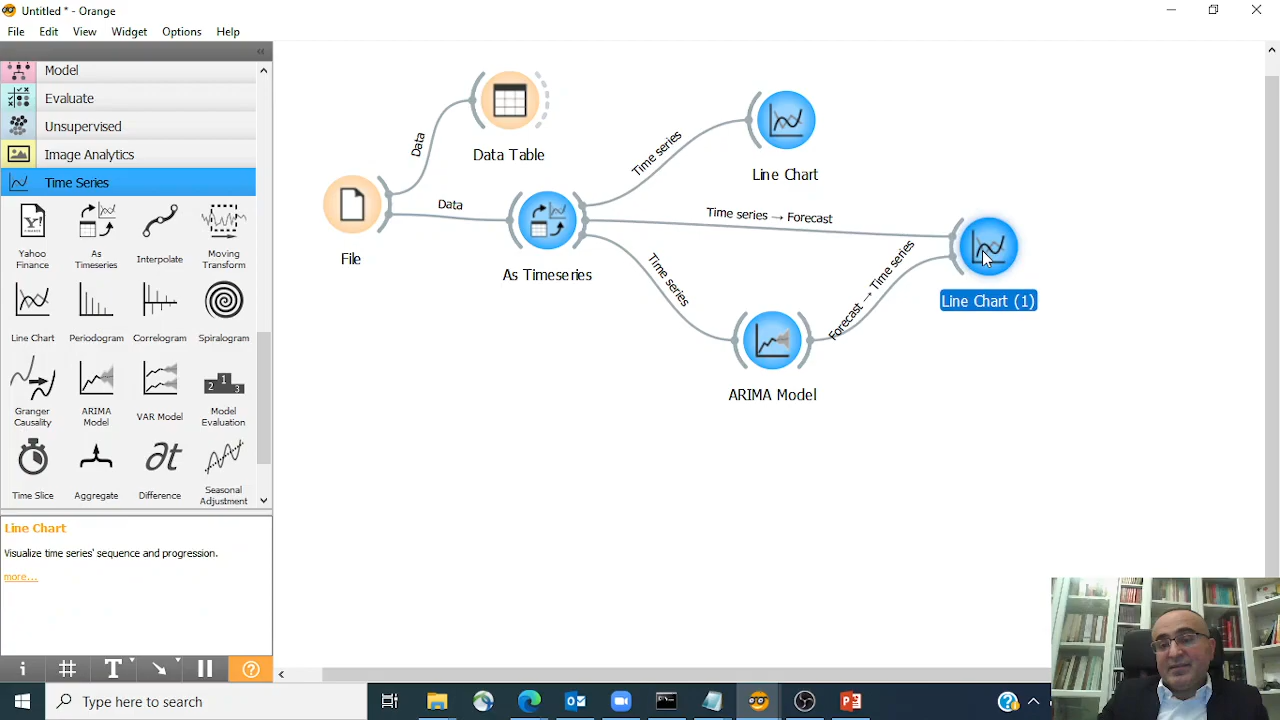 Untitled * - Orange
File Edit View Widget Options Help
Model
Evaluate
Unsupervised
Image Analytics
Time Series
Yahoo Finance
As Timeseries
Interpolate
Moving Transform
Line Chart
Periodogram
Correlogram
Spiralogram
Granger Causality
ARIMA Model
VAR Model
Model Evaluation
Time Slice
Aggregate
Difference
Seasonal Adjustment
Line Chart
Visualize time series' sequence and progression.
more...
Data
Data Table
File
Data
As Timeseries
Time series
Line Chart
Time series → Forecast
Time series
ARIMA Model
Forecast → Time series
Line Chart (1)
Type here to search